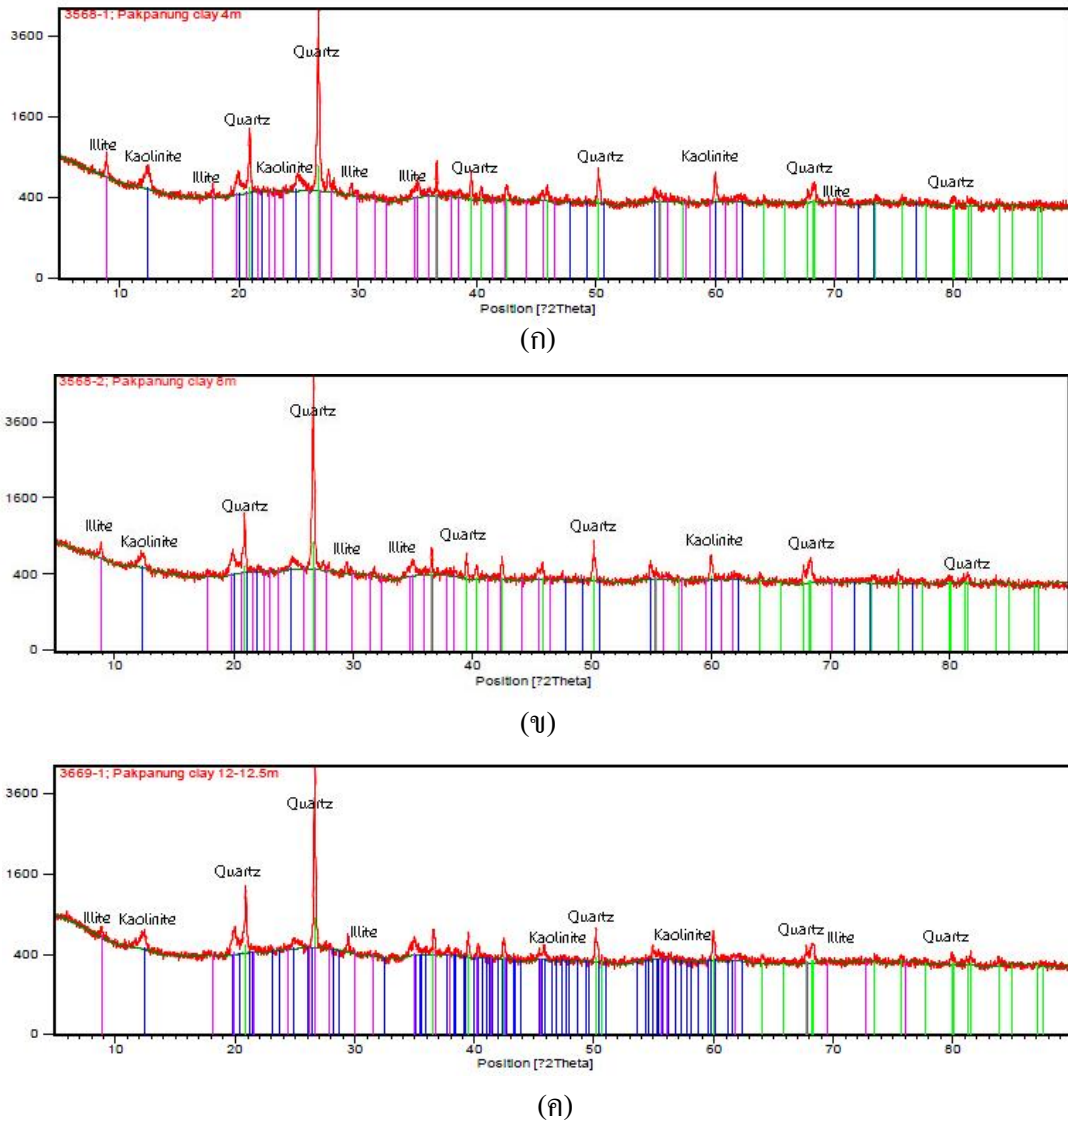 3568-1; Pakpanung clay 4m
3600
Quartz
1600
Quartz
Illite
Kaolinite
Illite
Kaolinite
Illite
Illite
Quartz
Quartz
Kaolinite
Quartz
Illite
Quartz
400
0
10 20 30 40 50 60 70 80
Position [?2Theta]
(ก)
3568-2; Pakpanung clay 8m
3600
Quartz
1600
Quartz
Illite
Kaolinite
Illite
Illite
Quartz
Quartz
Kaolinite
Quartz
Quartz
400
0
10 20 30 40 50 60 70 80
Position [?2Theta]
(ข)
3669-1; Pakpanung clay 12-12.5m
3600
Quartz
1600
Quartz
Illite
Kaolinite
Illite
Kaolinite
Quartz
Kaolinite
Quartz
Illite
Quartz
400
0
10 20 30 40 50 60 70 80
Position [?2Theta]
(ค)